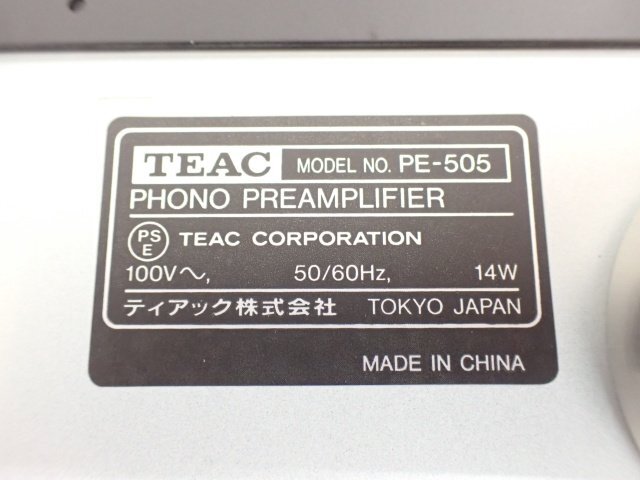 TEAC MODEL NO. PE-505
PHONO PREAMPLIFIER
PS E TEAC CORPORATION
100V～, 50/60Hz, 14W
ティアック株式会社 TOKYO JAPAN
MADE IN CHINA